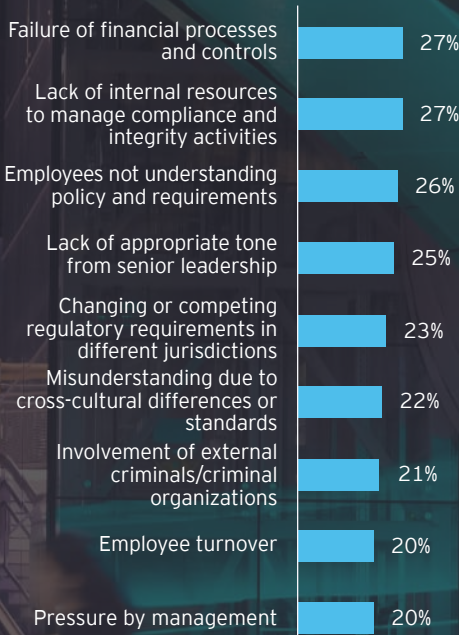 Failure of financial processes
and controls
27%
Lack of internal resources
to manage compliance and
integrity activities
27%
Employees not understanding
policy and requirements
26%
Lack of appropriate tone
from senior leadership
25%
Changing or competing
regulatory requirements in
different jurisdictions
23%
Misunderstanding due to
cross-cultural differences or
standards
22%
Involvement of external
criminals/criminal
organizations
21%
Employee turnover
20%
Pressure by management
20%